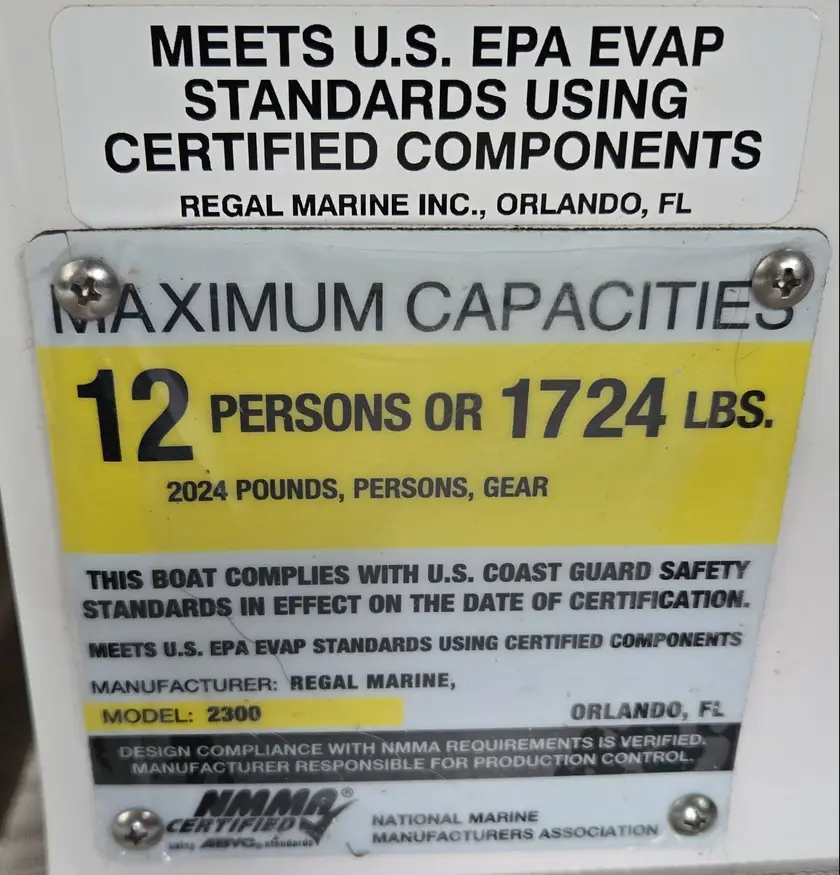 MEETS U.S. EPA EVAP
STANDARDS USING
CERTIFIED COMPONENTS
REGAL MARINE INC., ORLANDO, FL
MAXIMUM CAPACITIES
12 PERSONS OR 1724 LBS.
2024 POUNDS, PERSONS, GEAR
THIS BOAT COMPLIES WITH U.S. COAST GUARD SAFETY
STANDARDS IN EFFECT ON THE DATE OF CERTIFICATION.
MEETS U.S. EPA EVAP STANDARDS USING CERTIFIED COMPONENTS
MANUFACTURER: REGAL MARINE,
MODEL: 2300 ORLANDO, FL
DESIGN COMPLIANCE WITH NMMA REQUIREMENTS IS VERIFIED.
MANUFACTURER RESPONSIBLE FOR PRODUCTION CONTROL.
NMMA®
CERTIFIED
using ABYC® standards
NATIONAL MARINE
MANUFACTURERS ASSOCIATION